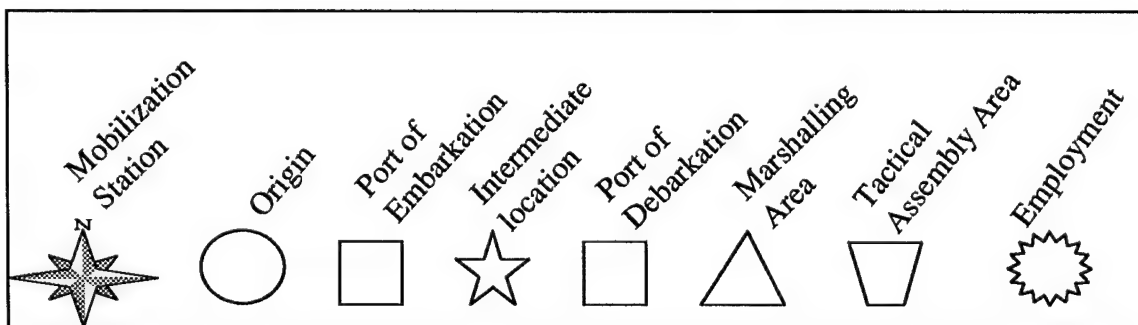 Mobilization
Station
Origin
Port of
Embarkation
Intermediate
location
Port of
Debarkation
Marshalling
Area
Tactical
Assembly Area
Employment
N